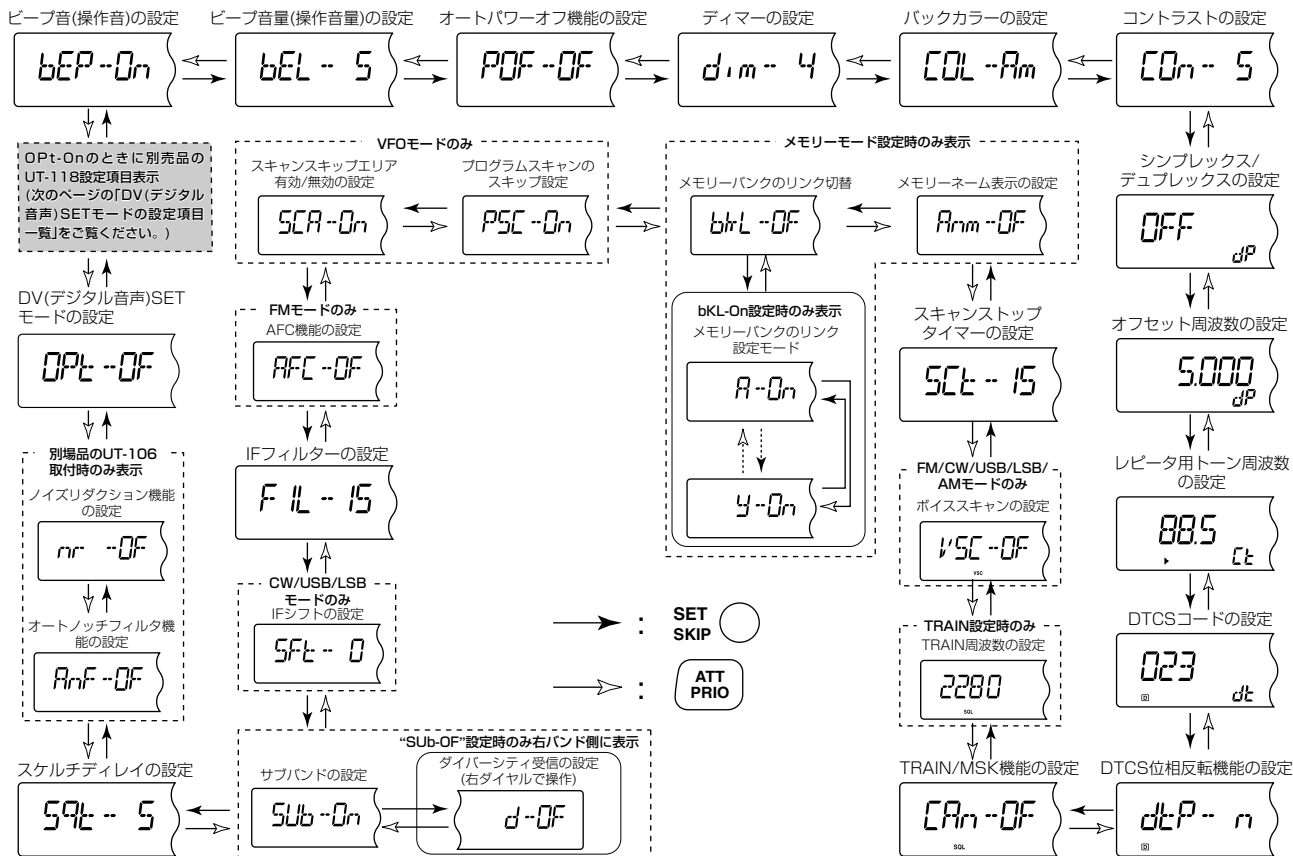 ビープ音(操作音)の設定
bEP-On
ビープ音量(操作音量)の設定
bEL - 5
オートパワーオフ機能の設定
POF-OF
ディマーの設定
dim- 4
バックカラーの設定
COL-Am
コントラストの設定
COn- 5
OPt-Onのときに別売品の
UT-118設定項目表示
(次のページの「DV(デジタル
音声)SETモードの設定項目
一覧」をご覧ください。)
DV(デジタル音声)SET
モードの設定
OPt-OF
別場品のUT-106
取付時のみ表示
ノイズリダクション機能
の設定
nr -OF
オートノッチフィルタ機
能の設定
AnF-OF
スケルチディレイの設定
Sqt- 5
VFOモードのみ
スキャンスキップエリア
有効/無効の設定
SCA-On
プログラムスキャンの
スキップ設定
PSC-On
FMモードのみ
AFC機能の設定
AFC-OF
IFフィルターの設定
FIL-15
CW/USB/LSB
モードのみ
IFシフトの設定
SFt- 0
“SUb-OF”設定時のみ右バンド側に表示
サブバンドの設定
SUb-On
ダイバーシティ受信の設定
(右ダイヤルで操作)
d-OF
メモリーモード設定時のみ表示
メモリーバンクのリンク切替
bkL-OF
メモリーネーム表示の設定
Anm-OF
bKL-On設定時のみ表示
メモリーバンクのリンク
設定モード
A-On
y-On
:
SET
SKIP
:
ATT
PRIO
スキャンストップ
タイマーの設定
SCt- 15
FM/CW/USB/LSB/
AMモードのみ
ボイススキャンの設定
VSC-OF
VSC
TRAIN設定時のみ
TRAIN周波数の設定
2280
SQL
TRAIN/MSK機能の設定
CAn-OF
SQL
シンプレックス/
デュプレックスの設定
OFF
dP
オフセット周波数の設定
5.000
dP
レピータ用トーン周波数
の設定
88.5
Ct
DTCSコードの設定
023
D
dt
DTCS位相反転機能の設定
dtP- n
D